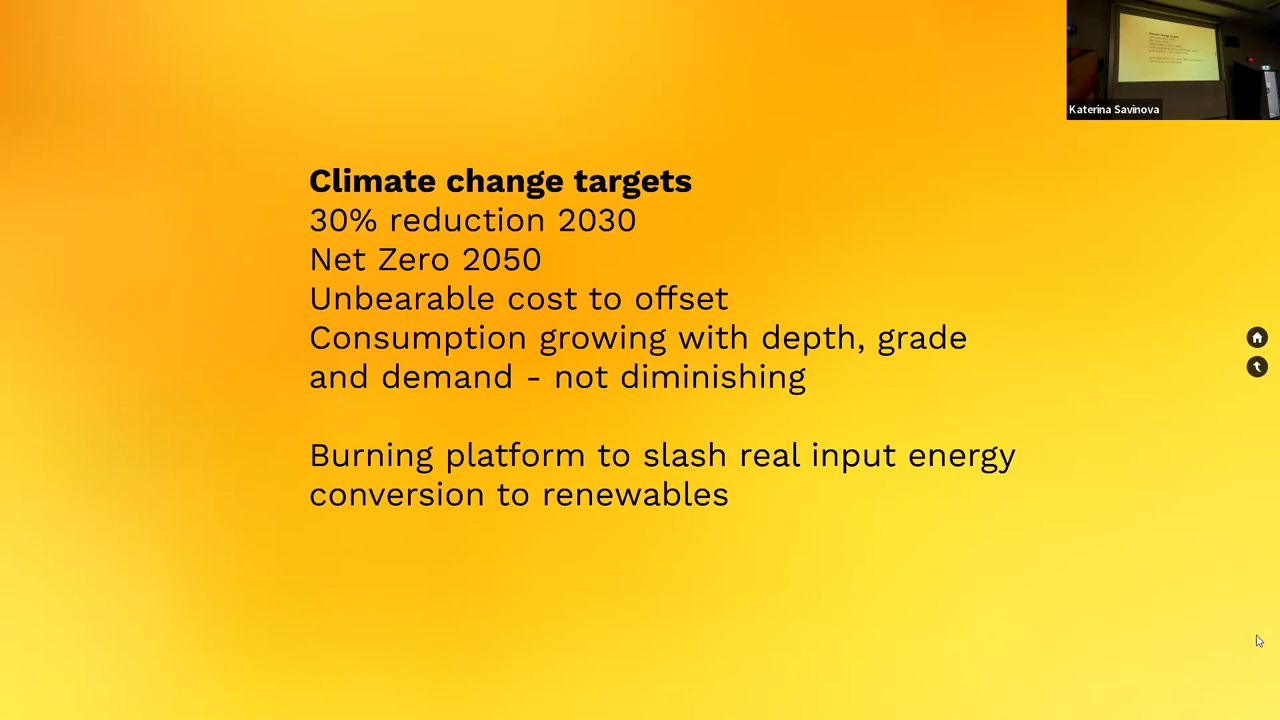 Katerina Savinova
Climate change targets
30% reduction 2030
Net Zero 2050
Unbearable cost to offset
Consumption growing with depth, grade
and demand - not diminishing
Burning platform to slash real input energy
conversion to renewables